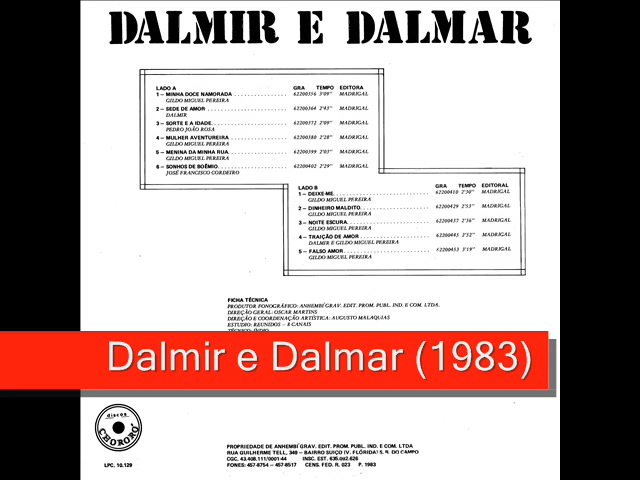 DALMIR E DALMAR
LADO A GRA TEMPO EDITORA
1 – MINHA DOCE NAMORADA 62200356 3'09" MADRIGAL
GILDO MIGUEL PEREIRA
2 – SEDE DE AMOR 62200364 2'43" MADRIGAL
DALMIR
3 – SORTE E A IDADE 62200372 2'09" MADRIGAL
PEDRO JOÃO ROSA
4 – MULHER AVENTUREIRA 62200380 2'28" MADRIGAL
GILDO MIGUEL PEREIRA
5 – MENINA DA MINHA RUA 62200399 2'03" MADRIGAL
GILDO MIGUEL PEREIRA
6 – SONHOS DE BOÊMIO 62200402 2'29" MADRIGAL
JOSÉ FRANCISCO CORDEIRO
LADO B GRA TEMPO EDITORAL
1 – DEIXE-ME 62200410 2'30" MADRIGAL
GILDO MIGUEL PEREIRA
2 – DINHEIRO MALDITO 62200429 2'53" MADRIGAL
GILDO MIGUEL PEREIRA
3 – NOITE ESCURA 62200437 2'36" MADRIGAL
GILDO MIGUEL PEREIRA
4 – TRAIÇÃO DE AMOR 62200445 2'52" MADRIGAL
DALMIR E GILDO MIGUEL PEREIRA
5 – FALSO AMOR 62200453 3'19" MADRIGAL
GILDO MIGUEL PEREIRA
FICHA TÉCNICA
PRODUTOR FONOGRÁFICO: ANHEMBI GRAV. EDIT. PROM. PUBL. IND. E COM. LTDA.
DIREÇÃO GERAL: OSCAR MARTINS
DIREÇÃO E COORDENAÇÃO ARTÍSTICA: AUGUSTO MALAQUIAS
ESTUDIO: REUNIDOS – 8 CANAIS
TÉCNICO: ÍNDIO
Dalmir e Dalmar (1983)
discos
CHORORÓ
LPC. 10.129
PROPRIEDADE DE ANHEMBI GRAV. EDIT. PROM. PUBL. IND. E COM. LTDA
RUA GUILHERME TELL, 349 – BAIRRO SUIÇO (V. FLÓRIDA) S. B. DO CAMPO
CGC. 43.408.111/0001-44 INSC. EST. 635.092.626
FONES: 457-8754 – 457-8517 CENS. FED. R. 023 P. 1983